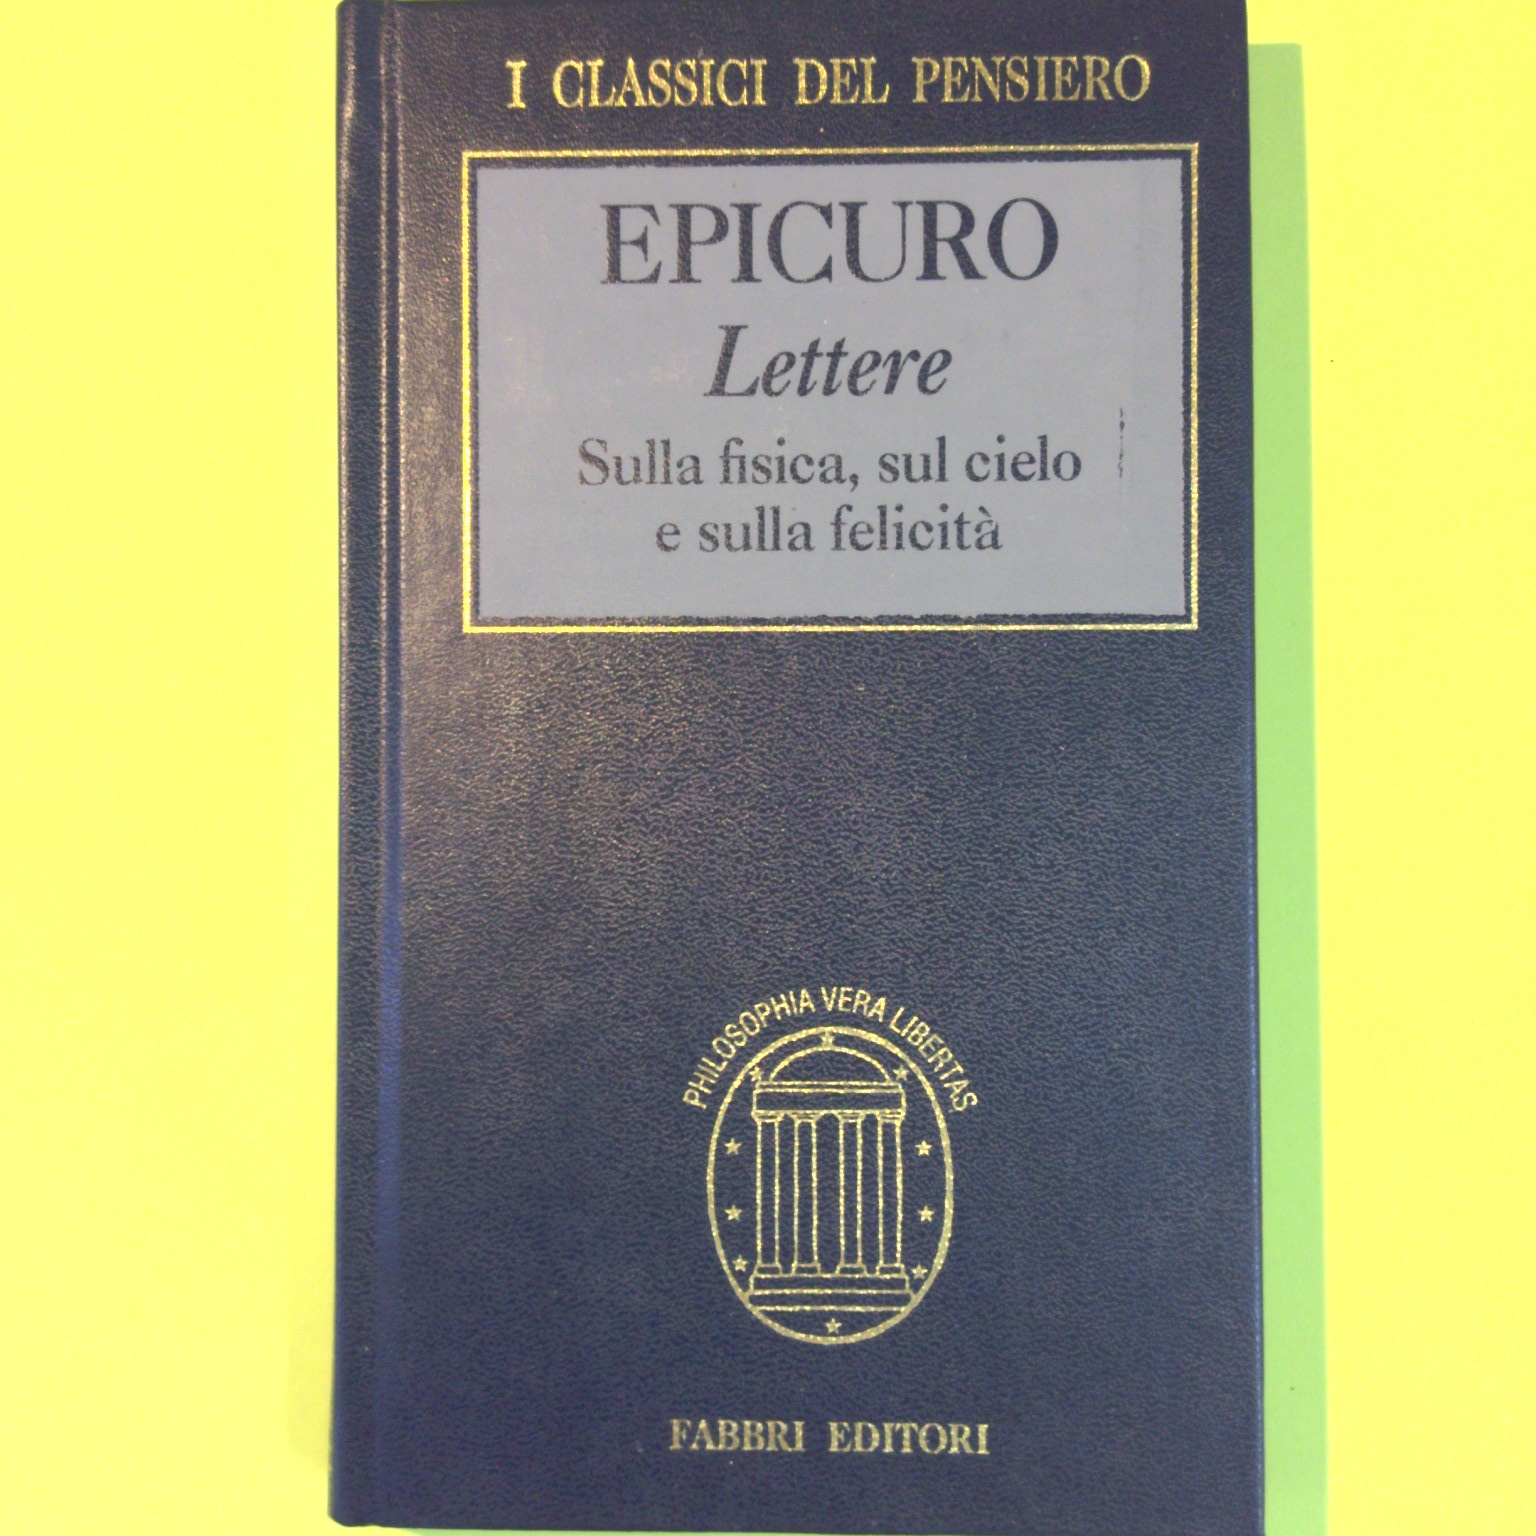 I CLASSICI DEL PENSIERO
EPICURO
Lettere
Sulla fisica, sul cielo
e sulla felicità
PHILOSOPHIA VERA LIBERTAS
FABBRI EDITORI